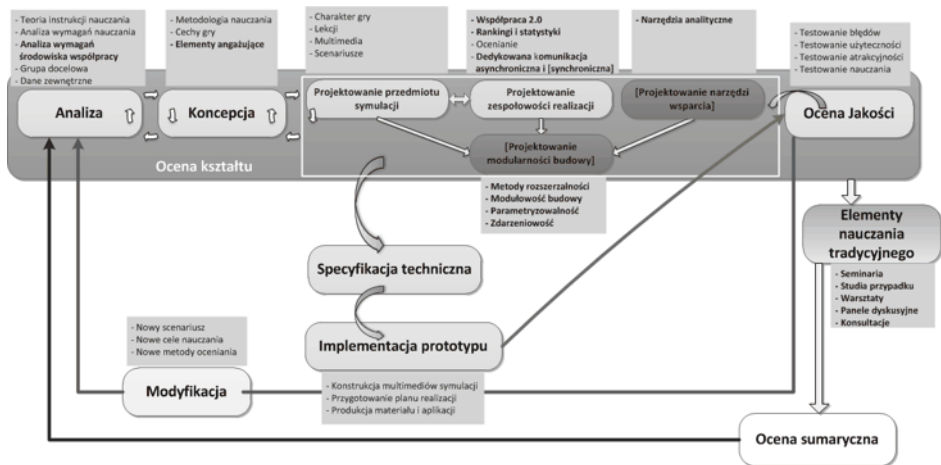 - Teoria instrukcji nauczania
- Analiza wymagań nauczania
- Analiza wymagań
środowiska współpracy
- Grupa docelowa
- Dane zewnętrzne
- Metodologia nauczania
- Cechy gry
- Elementy angażujące
- Charakter gry
- Lekcji
- Multimedia
- Scenariusze
- Współpraca 2.0
- Rankingi i statystyki
- Ocenianie
- Dedykowana komunikacja
asynchroniczna i [synchroniczna]
- Narzędzia analityczne
- Testowanie błędów
- Testowanie użyteczności
- Testowanie atrakcyjności
- Testowanie nauczania
Analiza
Koncepcja
Projektowanie przedmiotu
symulacji
Projektowanie
zespołowości realizacji
[Projektowanie narzędzi
wsparcia]
Ocena Jakości
[Projektowanie
modularności budowy]
Ocena kształtu
- Metody rozszerzalności
- Modułowość budowy
- Parametryzowalność
- Zdarzeniowość
Elementy
nauczania
tradycyjnego
- Seminaria
- Studia przypadku
- Warsztaty
- Panele dyskusyjne
- Konsultacje
Specyfikacja techniczna
Implementacja prototypu
- Konstrukcja multimediów symulacji
- Przygotowanie planu realizacji
- Produkcja materiału i aplikacji
- Nowy scenariusz
- Nowe cele nauczania
- Nowe metody oceniania
Modyfikacja
Ocena sumaryczna